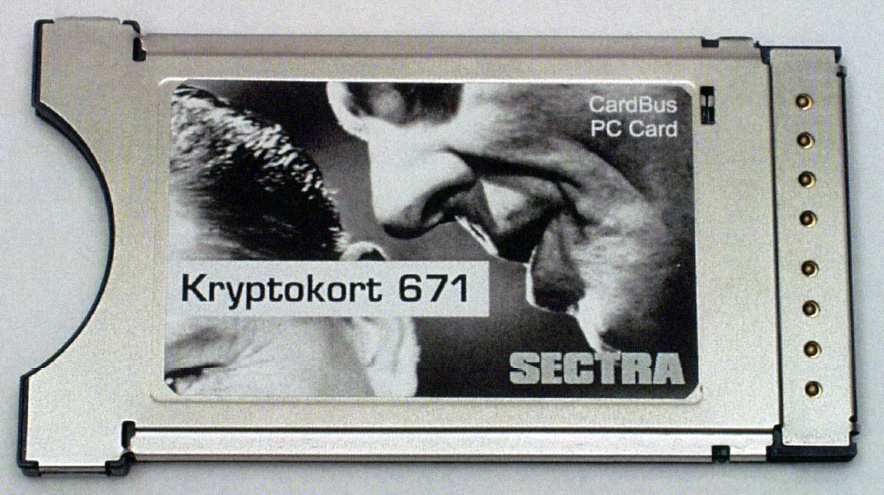 CardBus
PC Card
Kryptokort 671
SECTRA